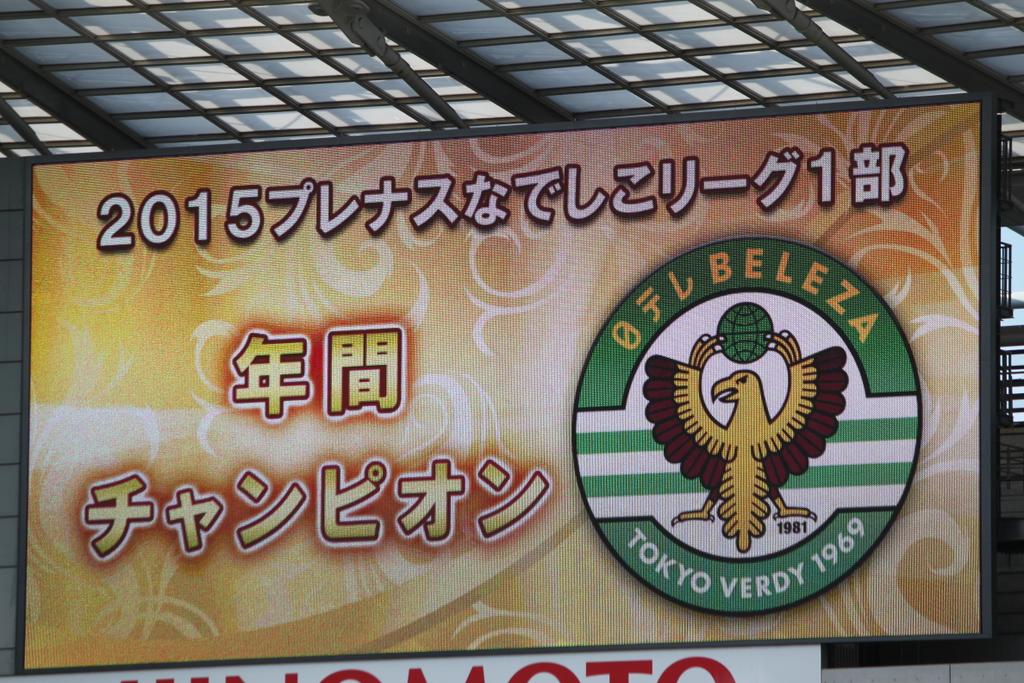 2015プレナスなでしこリーグ1部
年間
チャンピオン
日テレBELEZA
1981
TOKYO VERDY 1969